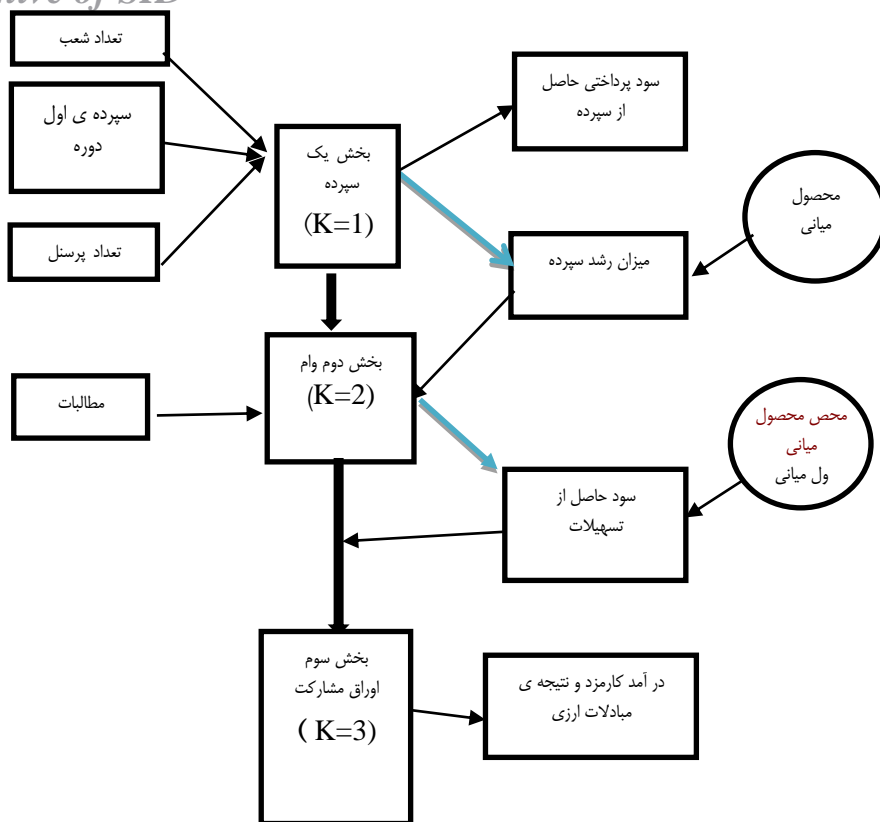 of SID
تعداد شعب
سپرده ی اول
دوره
تعداد پرسنل
بخش یک
سپرده
(K=1)
سود پرداختی حاصل
از سپرده
محصول
میانی
میزان رشد سپرده
بخش دوم وام
(K=2)
مطالبات
محص محصول
میانی
ول میانی
سود حاصل از
تسهیلات
بخش سوم
اوراق مشارکت
( K=3)
در آمد کارمزد و نتیجه ی
مبادلات ارزی